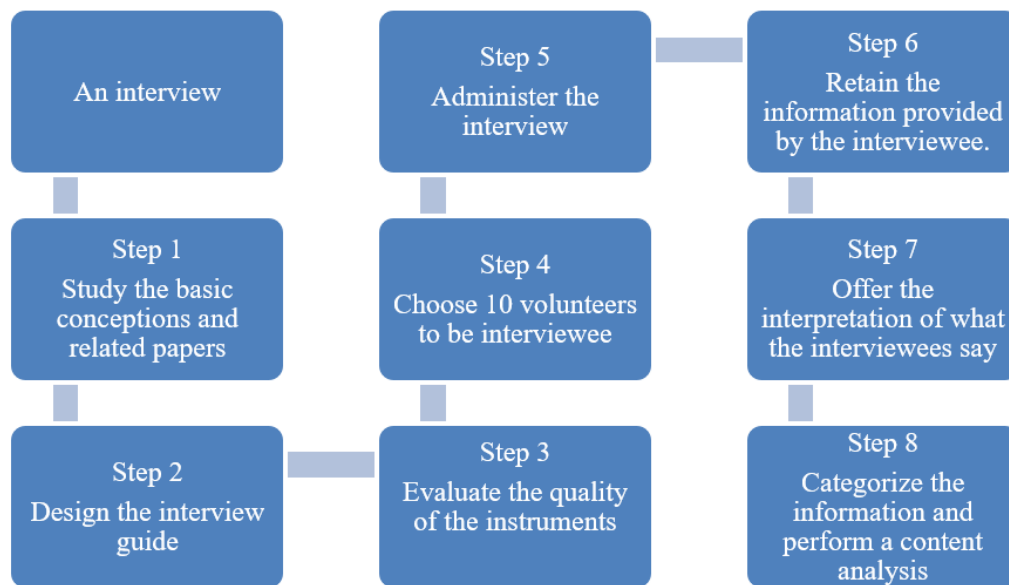 An interview
Step 1
Study the basic
conceptions and
related papers
Step 2
Design the interview
guide
Step 3
Evaluate the quality
of the instruments
Step 4
Choose 10 volunteers
to be interviewee
Step 5
Administer the
interview
Step 6
Retain the
information provided
by the interviewee.
Step 7
Offer the
interpretation of what
the interviewees say
Step 8
Categorize the
information and
perform a content
analysis